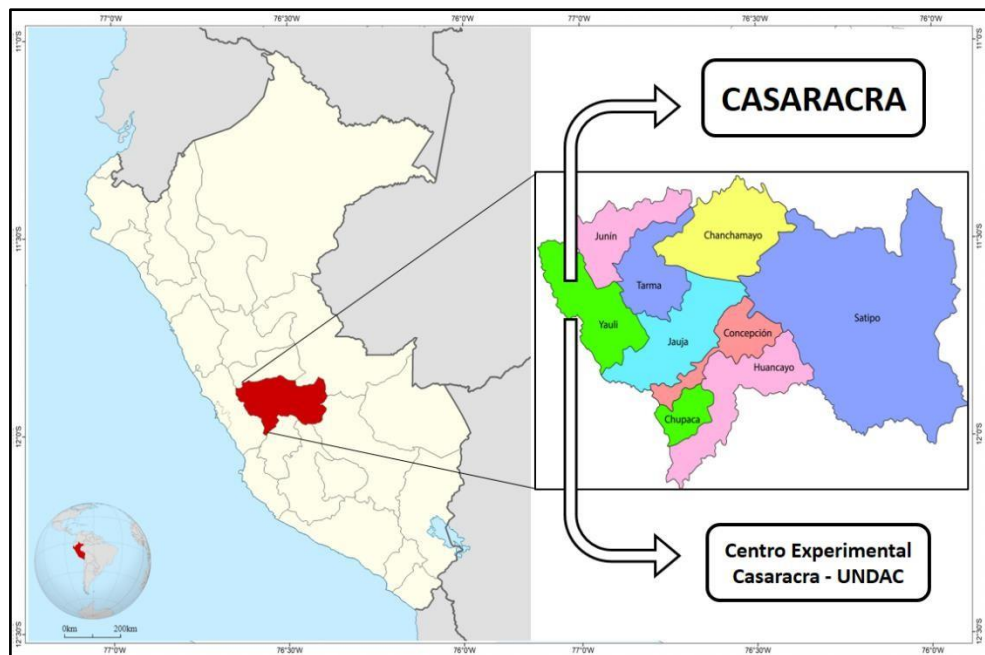 77°0'W
76°30'W
76°0'W
77°0'W
76°30'W
76°0'W
11°0'S
11°0'S
CASARACRA
11°30'S
11°30'S
Junín
Chanchamayo
Tarma
Satipo
Yauli
Jauja
Concepción
Huancayo
Chupaca
12°0'S
12°0'S
Centro Experimental
Casaracra - UNDAC
0km
200km
12°30'S
12°30'S
77°0'W
76°30'W
76°0'W
77°0'W
76°30'W
76°0'W